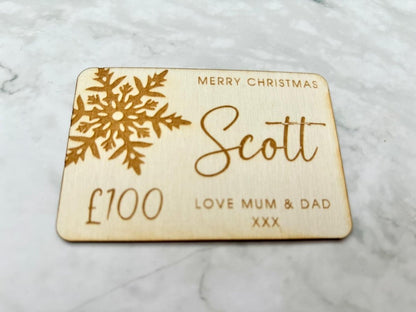 MERRY CHRISTMAS
Scott
£100
LOVE MUM & DAD
XXX